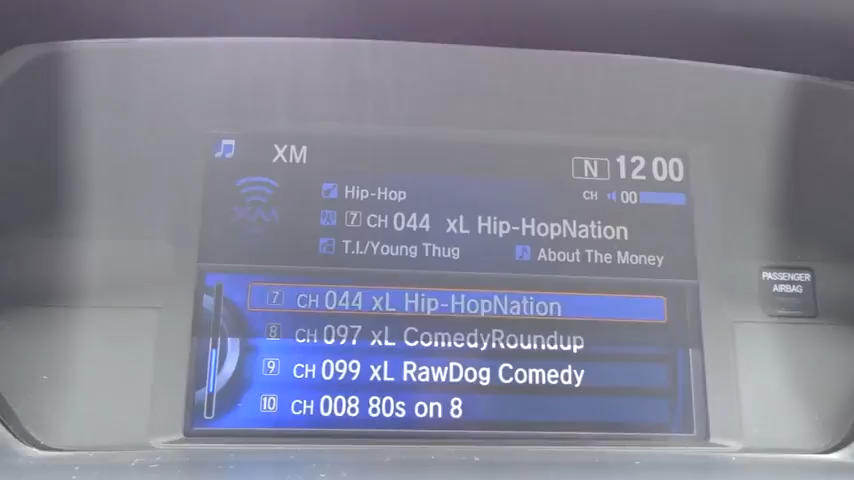 XM
N 12 00
Hip-Hop
CH 00
XM
7 CH 044 xL Hip-HopNation
T.I./Young Thug
About The Money
PASSENGER
AIRBAG
7 CH 044 xL Hip-HopNation
8 CH 097 xL ComedyRoundup
9 CH 099 xL RawDog Comedy
10 CH 008 80s on 8